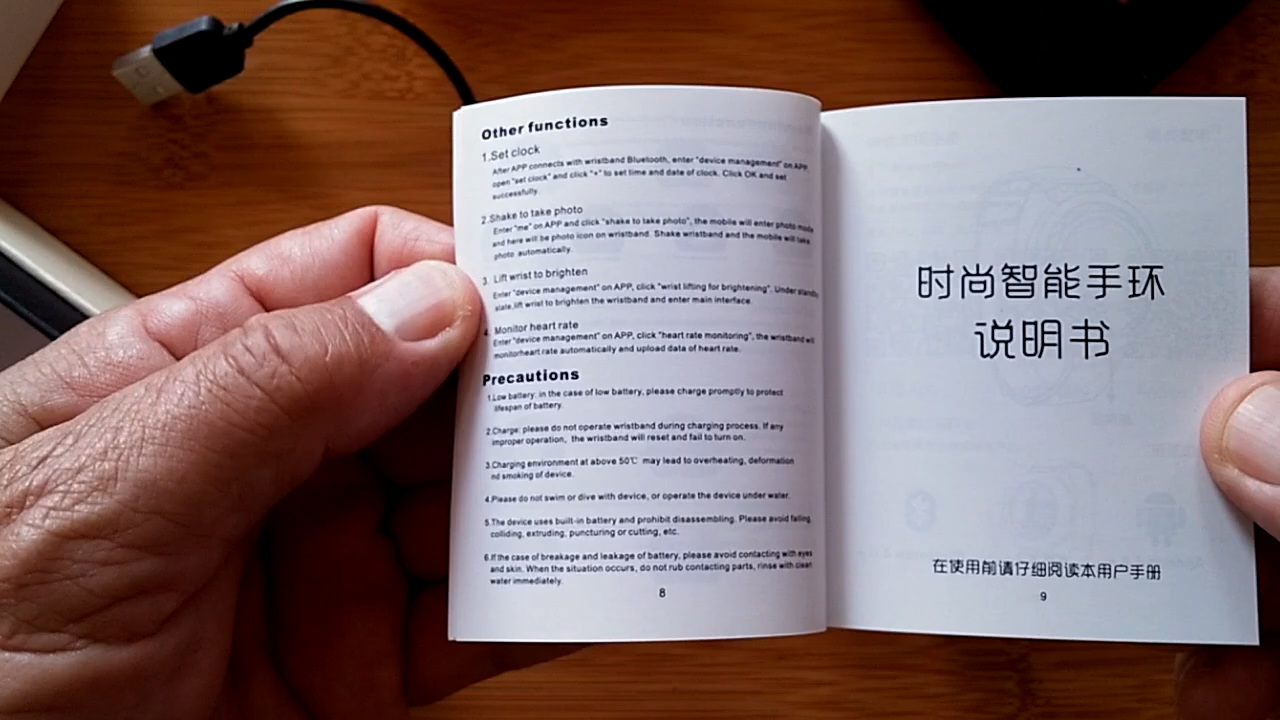 Other functions
1.Set clock
After APP connects with wristband Bluetooth, enter "device management" on APP,
open "set clock" and click "+" to set time and date of clock. Click OK and set
successfully.
2.Shake to take photo
Enter "me" on APP and click "shake to take photo", the mobile will enter photo mode
and here will be photo icon on wristband. Shake wristband and the mobile will take
photo automatically.
3. Lift wrist to brighten
Enter "device management" on APP, click "wrist lifting for brightening". Under standby
state,lift wrist to brighten the wristband and enter main interface.
4. Monitor heart rate
Enter "device management" on APP, click "heart rate monitoring", the wristband will
monitorheart rate automatically and upload data of heart rate.
Precautions
1.Low battery: in the case of low battery, please charge promptly to protect
lifespan of battery.
2.Charge: please do not operate wristband during charging process. If any
improper operation, the wristband will reset and fail to turn on.
3.Charging environment at above 50℃ may lead to overheating, deformation
nd smoking of device.
4.Please do not swim or dive with device, or operate the device under water.
5.The device uses built-in battery and prohibit disassembling. Please avoid falling,
colliding, extruding, puncturing or cutting, etc.
6.If the case of breakage and leakage of battery, please avoid contacting with eyes
and skin. When the situation occurs, do not rub contacting parts, rinse with clean
water immediately.
8
时尚智能手环
说明书
在使用前请仔细阅读本用户手册
9